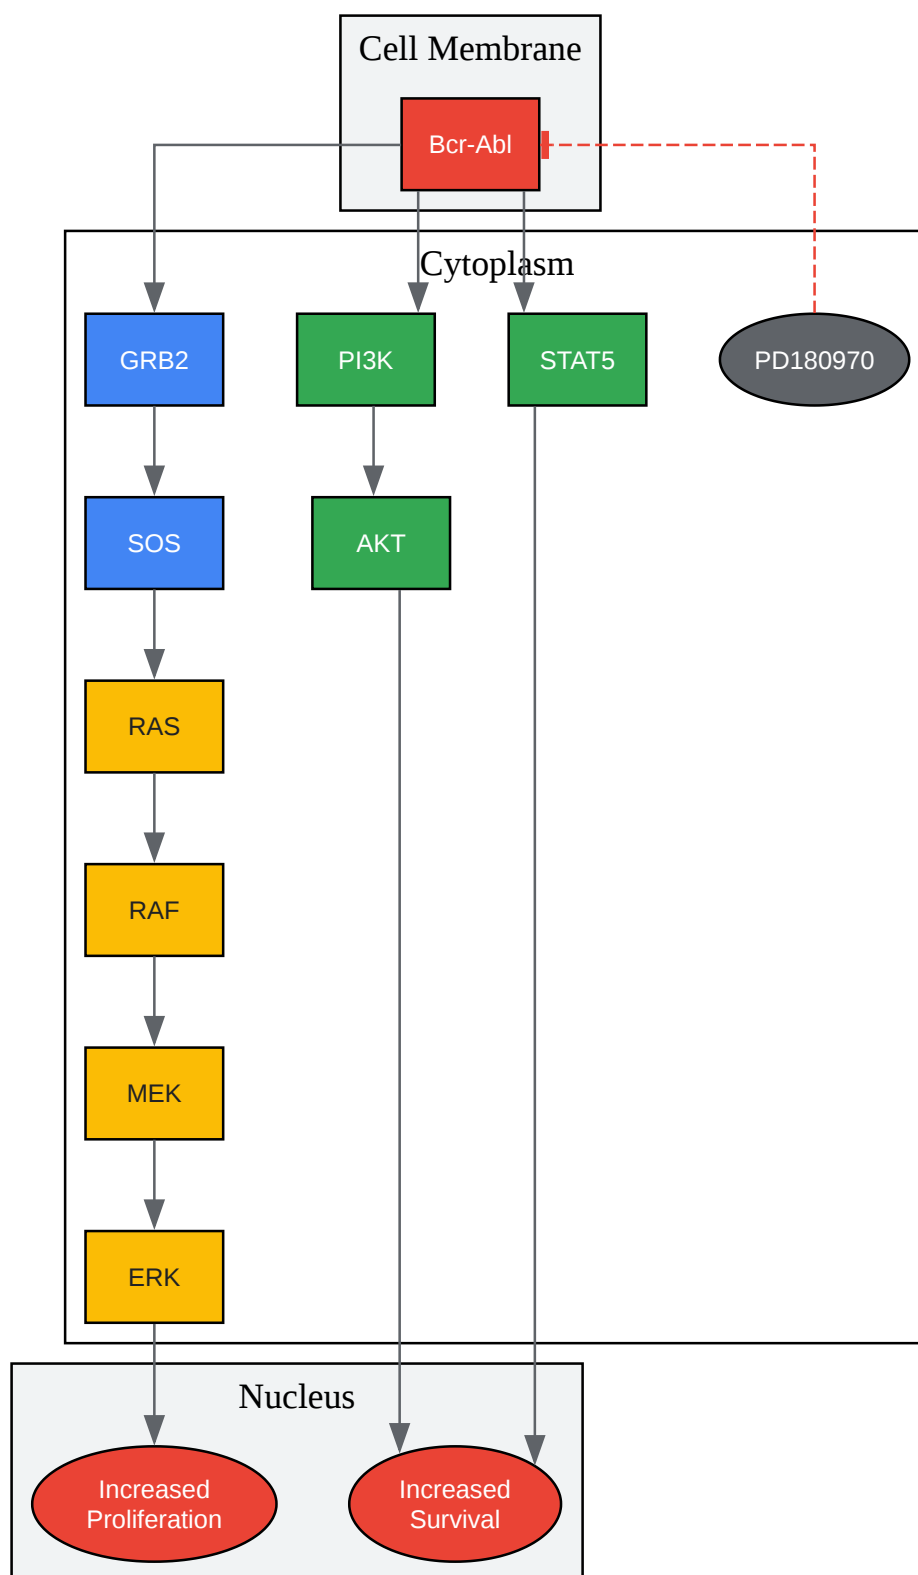 Cell Membrane
Bcr-Abl
Cytoplasm
GRB2
PI3K
STAT5
PD180970
SOS
AKT
RAS
RAF
MEK
ERK
Nucleus
Increased
Proliferation
Increased
Survival